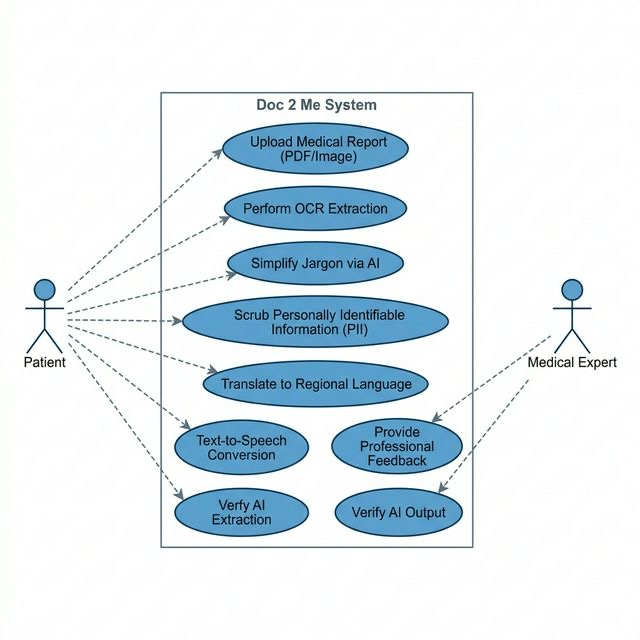 Doc 2 Me System
Upload Medical Report
(PDF/Image)
Perform OCR Extraction
Simplify Jargon via AI
Scrub Personally Identifiable
Information (PII)
Translate to Regional Language
Text-to-Speech
Conversion
Provide
Professional
Feedback
Verfy AI
Extraction
Verify AI Output
Patient
Medical Expert